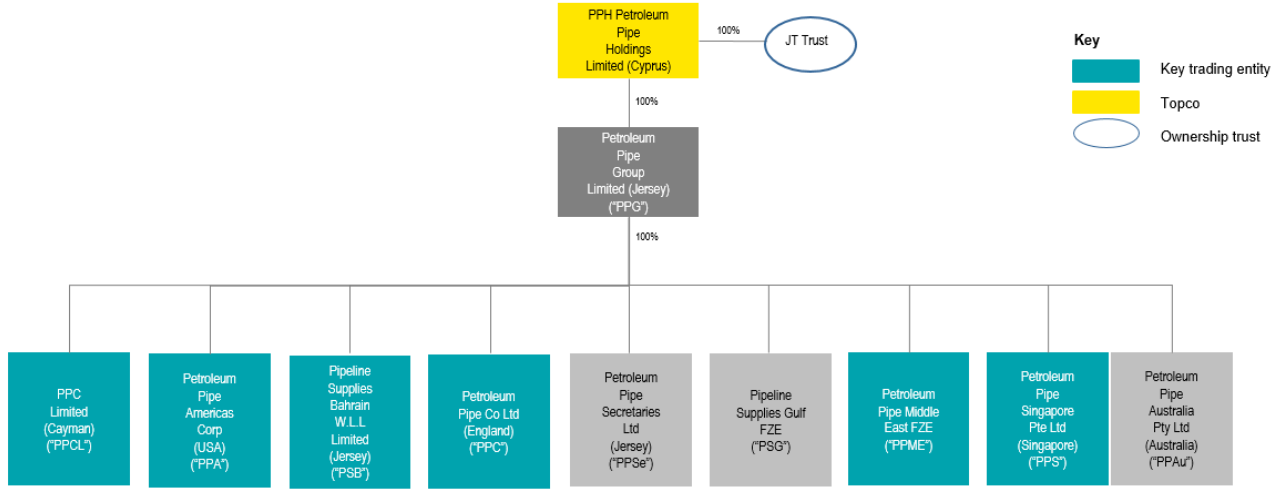 PPH Petroleum
Pipe
Holdings
Limited (Cyprus)
100%
JT Trust
Key
Key trading entity
Topco
Ownership trust
100%
Petroleum
Pipe
Group
Limited (Jersey)
("PPG")
100%
PPC
Limited
(Cayman)
("PPCL")
Petroleum
Pipe
Americas
Corp
(USA)
("PPA")
Pipeline
Supplies
Bahrain
W.L.L
Limited
(Jersey)
("PSB")
Petroleum
Pipe Co Ltd
(England)
("PPC")
Petroleum
Pipe
Secretaries
Ltd
(Jersey)
("PPSe")
Pipeline
Supplies Gulf
FZE
("PSG")
Petroleum
Pipe Middle
East FZE
("PPME")
Petroleum
Pipe
Singapore
Pte Ltd
(Singapore)
("PPS")
Petroleum
Pipe
Australia
Pty Ltd
(Australia)
("PPAu")